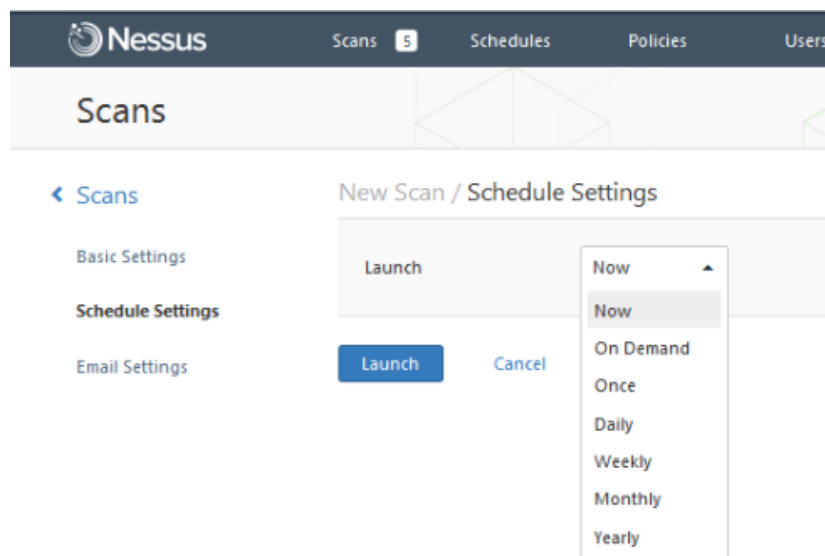 Nessus Scans 5 Schedules Policies Users
Scans
Scans
New Scan / Schedule Settings
Basic Settings
Launch Now
Schedule Settings
Now
Launch Cancel On Demand
Email Settings
Once
Daily
Weekly
Monthly
Yearly